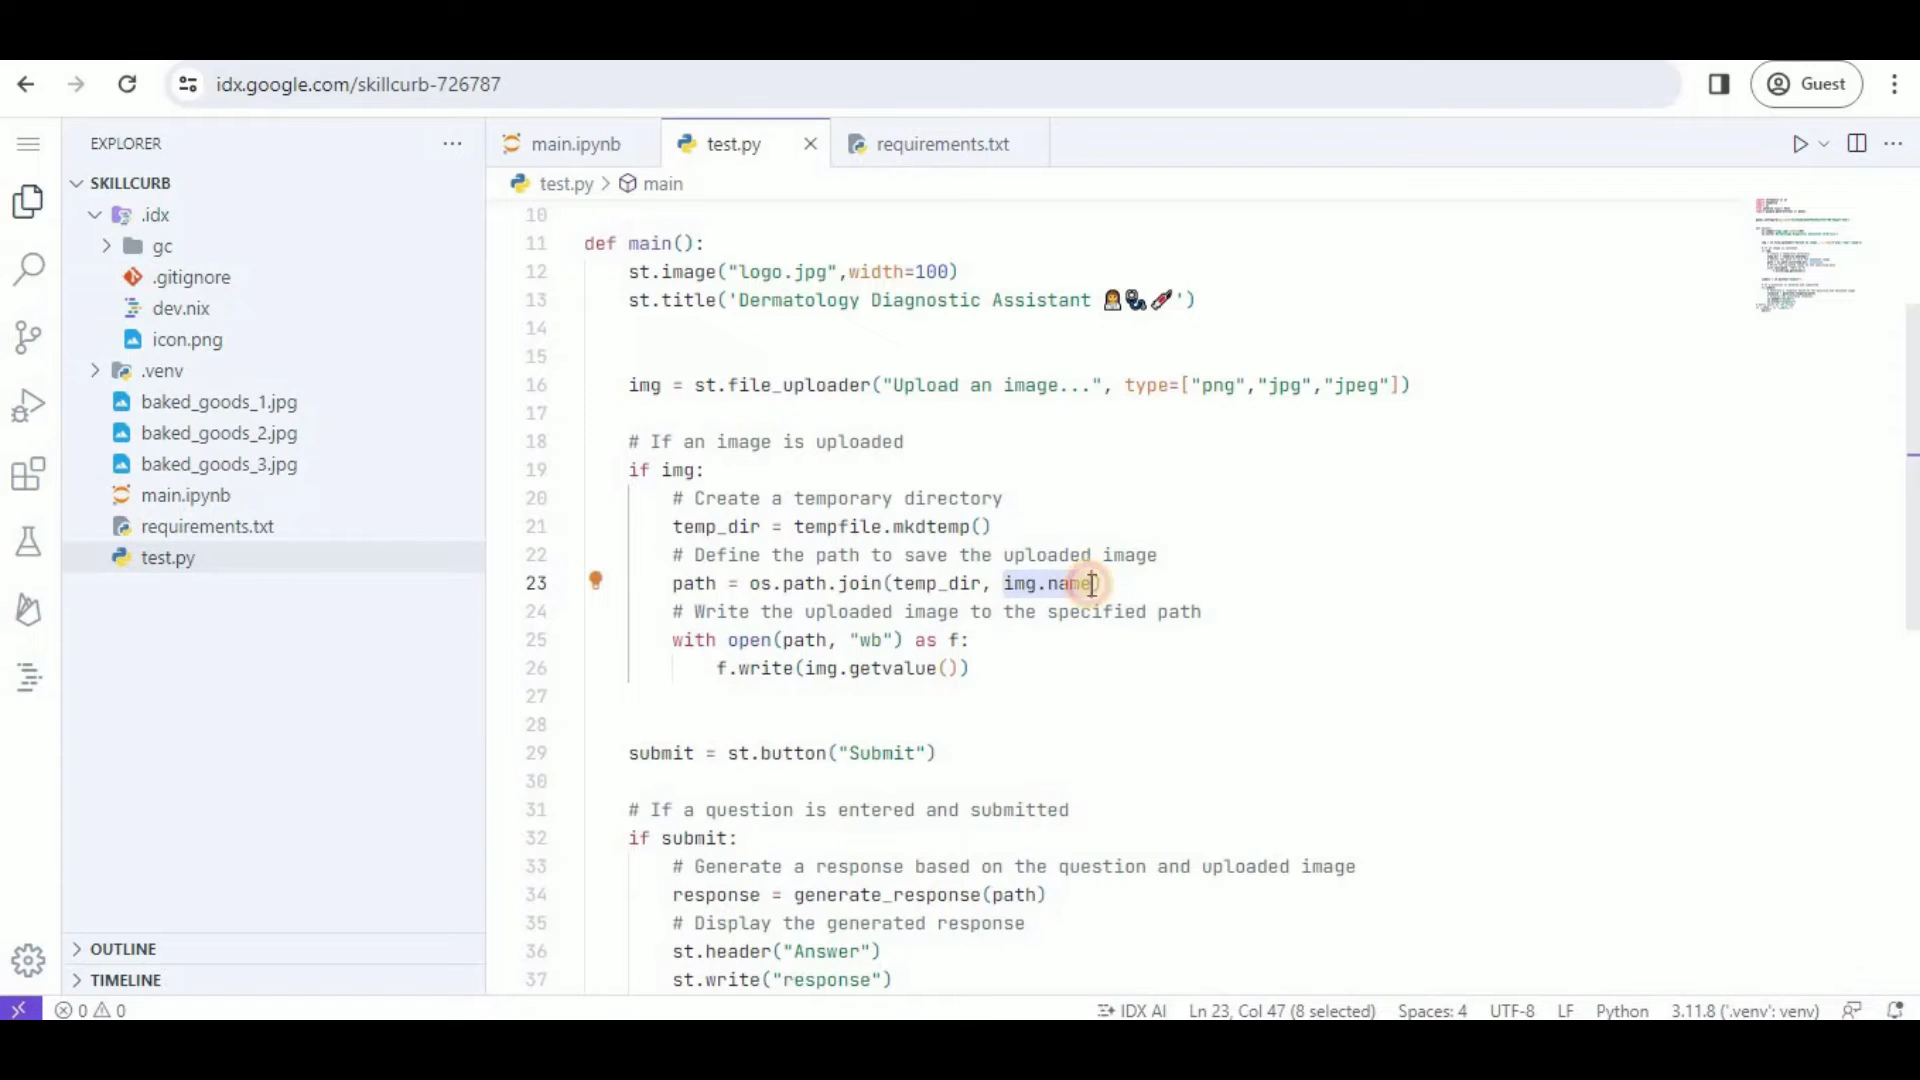 idx.google.com/skillcurb-726787
Guest
EXPLORER
main.ipynb
test.py
requirements.txt
SKILLCURB
test.py > main
.idx
gc
.gitignore
dev.nix
icon.png
.venv
baked_goods_1.jpg
baked_goods_2.jpg
baked_goods_3.jpg
main.ipynb
requirements.txt
test.py
OUTLINE
TIMELINE
10
11 def main():
12 st.image("logo.jpg",width=100)
13 st.title('Dermatology Diagnostic Assistant 👩‍⚕️🩺💉')
14
15
16 img = st.file_uploader("Upload an image...", type=["png","jpg","jpeg"])
17
18 # If an image is uploaded
19 if img:
20 # Create a temporary directory
21 temp_dir = tempfile.mkdtemp()
22 # Define the path to save the uploaded image
23 path = os.path.join(temp_dir, img.name)
24 # Write the uploaded image to the specified path
25 with open(path, "wb") as f:
26 f.write(img.getvalue())
27
28
29 submit = st.button("Submit")
30
31 # If a question is entered and submitted
32 if submit:
33 # Generate a response based on the question and uploaded image
34 response = generate_response(path)
35 # Display the generated response
36 st.header("Answer")
37 st.write("response")
0 0
IDX AI
Ln 23, Col 47 (8 selected)
Spaces: 4
UTF-8
LF
Python
3.11.8 ('.venv': venv)